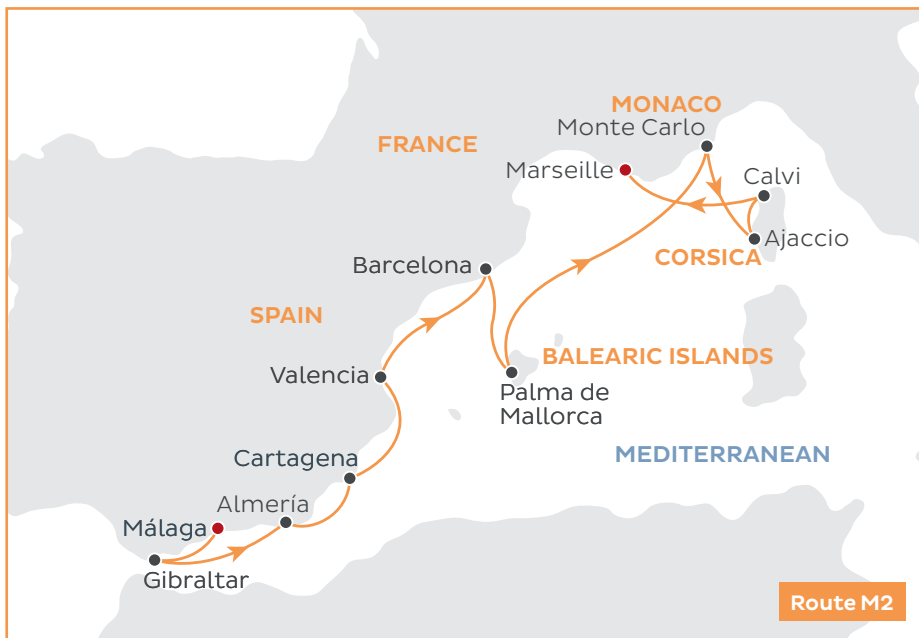 MONACO
Monte Carlo
FRANCE
Marseille
Calvi
Ajaccio
CORSICA
Barcelona
SPAIN
BALEARIC ISLANDS
Valencia
Palma de
Mallorca
MEDITERRANEAN
Cartagena
Almería
Málaga
Gibraltar
Route M2